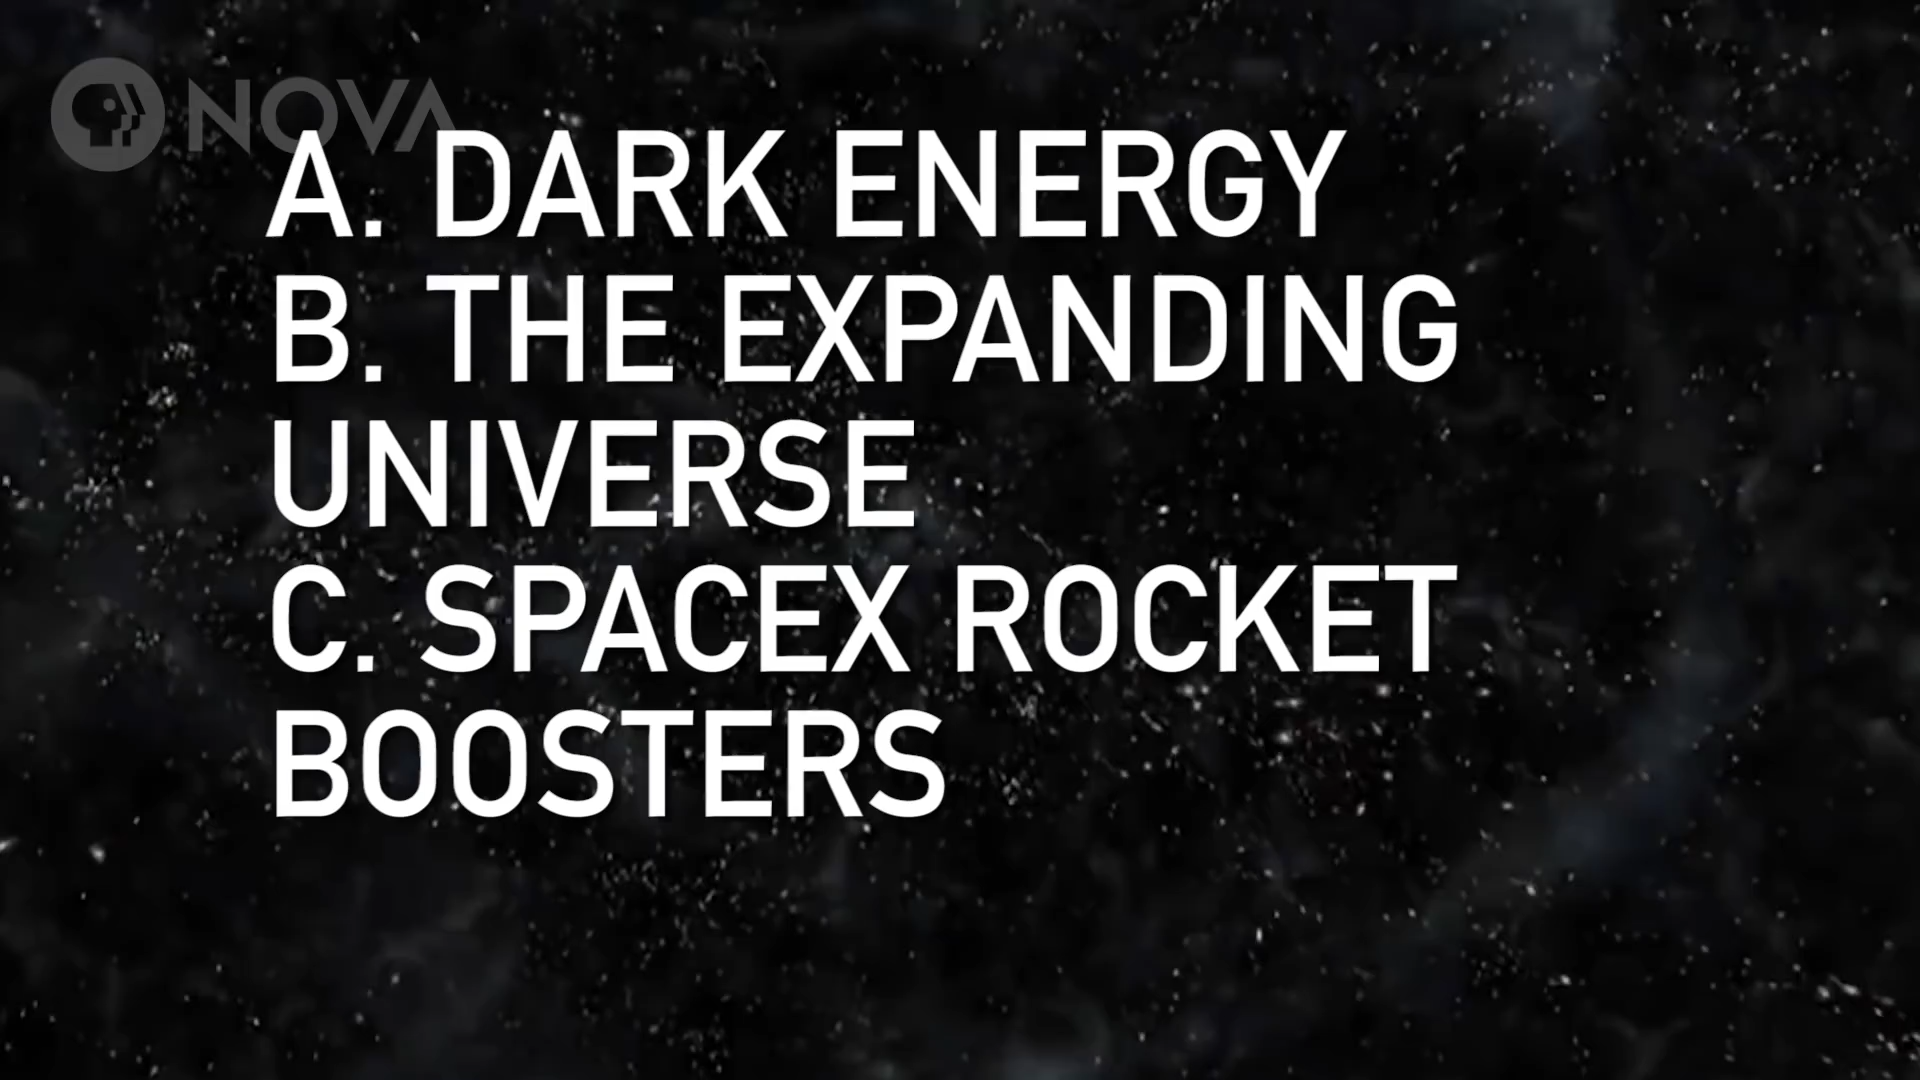 NOVA
A. DARK ENERGY
B. THE EXPANDING
UNIVERSE
C. SPACEX ROCKET
BOOSTERS